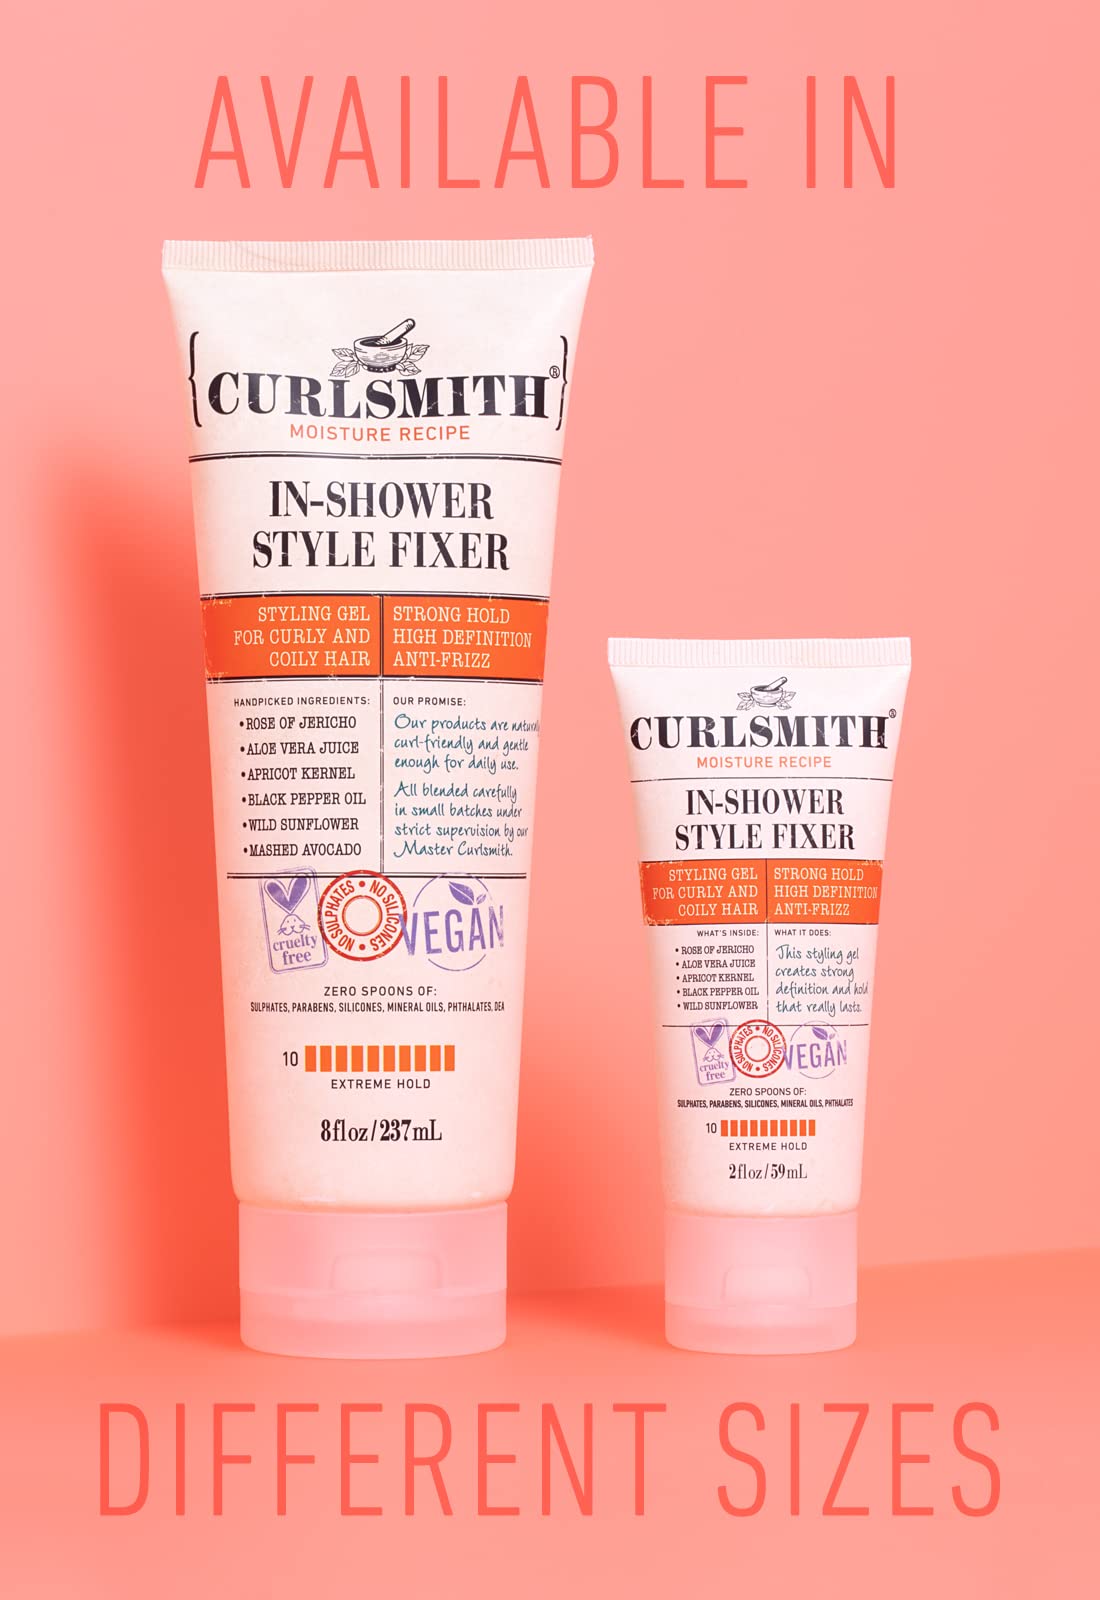 AVAILABLE IN
{CURLSMITH®}
MOISTURE RECIPE
IN-SHOWER
STYLE FIXER
STYLING GEL
FOR CURLY AND
COILY HAIR
STRONG HOLD
HIGH DEFINITION
ANTI-FRIZZ
HANDPICKED INGREDIENTS:
•ROSE OF JERICHO
•ALOE VERA JUICE
•APRICOT KERNEL
•BLACK PEPPER OIL
•WILD SUNFLOWER
•MASHED AVOCADO
OUR PROMISE:
Our products are natural
curl-friendly and gentle
enough for daily use.
All blended carefully
in small batches under
strict supervision by our
Master Curlsmith.
cruelty
free
NO SULPHATES • NO SILICONES •
VEGAN
ZERO SPOONS OF:
SULPHATES, PARABENS, SILICONES, MINERAL OILS, PHTHALATES, DEA
10
EXTREME HOLD
8floz/237mL
CURLSMITH®
MOISTURE RECIPE
IN-SHOWER
STYLE FIXER
STYLING GEL
FOR CURLY AND
COILY HAIR
STRONG HOLD
HIGH DEFINITION
ANTI-FRIZZ
WHAT'S INSIDE:
• ROSE OF JERICHO
• ALOE VERA JUICE
• APRICOT KERNEL
• BLACK PEPPER OIL
• WILD SUNFLOWER
WHAT IT DOES:
This styling gel
creates strong
definition and hold
that really lasts.
cruelty
free
NO SULPHATES • NO SILICONES •
VEGAN
ZERO SPOONS OF:
SULPHATES, PARABENS, SILICONES, MINERAL OILS, PHTHALATES
10
EXTREME HOLD
2floz/59mL
DIFFERENT SIZES